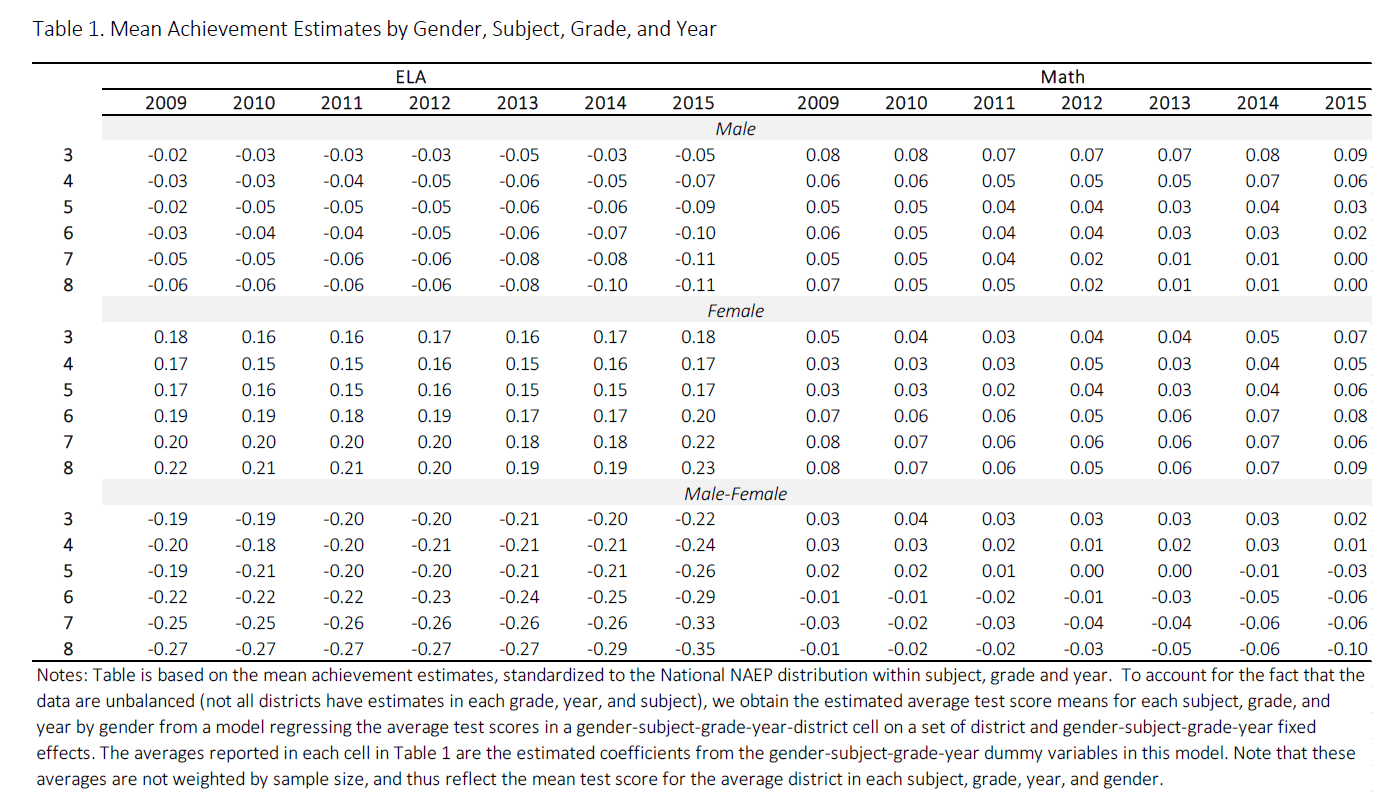 Table 1. Mean Achievement Estimates by Gender, Subject, Grade, and Year
ELA Math
2009 2010 2011 2012 2013 2014 2015 2009 2010 2011 2012 2013 2014 2015
Male
3 -0.02 -0.03 -0.03 -0.03 -0.05 -0.03 -0.05 0.08 0.08 0.07 0.07 0.07 0.08 0.09
4 -0.03 -0.03 -0.04 -0.05 -0.06 -0.05 -0.07 0.06 0.06 0.05 0.05 0.05 0.07 0.06
5 -0.02 -0.05 -0.05 -0.05 -0.06 -0.06 -0.09 0.05 0.05 0.04 0.04 0.03 0.04 0.03
6 -0.03 -0.04 -0.04 -0.05 -0.06 -0.07 -0.10 0.06 0.05 0.04 0.04 0.03 0.03 0.02
7 -0.05 -0.05 -0.06 -0.06 -0.08 -0.08 -0.11 0.05 0.05 0.04 0.02 0.01 0.01 0.00
8 -0.06 -0.06 -0.06 -0.06 -0.08 -0.10 -0.11 0.07 0.05 0.05 0.02 0.01 0.01 0.00
Female
3 0.18 0.16 0.16 0.17 0.16 0.17 0.18 0.05 0.04 0.03 0.04 0.04 0.05 0.07
4 0.17 0.15 0.15 0.16 0.15 0.16 0.17 0.03 0.03 0.03 0.05 0.03 0.04 0.05
5 0.17 0.16 0.15 0.16 0.15 0.15 0.17 0.03 0.03 0.02 0.04 0.03 0.04 0.06
6 0.19 0.19 0.18 0.19 0.17 0.17 0.20 0.07 0.06 0.06 0.05 0.06 0.07 0.08
7 0.20 0.20 0.20 0.20 0.18 0.18 0.22 0.08 0.07 0.06 0.06 0.06 0.07 0.06
8 0.22 0.21 0.21 0.20 0.19 0.19 0.23 0.08 0.07 0.06 0.05 0.06 0.07 0.09
Male-Female
3 -0.19 -0.19 -0.20 -0.20 -0.21 -0.20 -0.22 0.03 0.04 0.03 0.03 0.03 0.03 0.02
4 -0.20 -0.18 -0.20 -0.21 -0.21 -0.21 -0.24 0.03 0.03 0.02 0.01 0.02 0.03 0.01
5 -0.19 -0.21 -0.20 -0.20 -0.21 -0.21 -0.26 0.02 0.02 0.01 0.00 0.00 -0.01 -0.03
6 -0.22 -0.22 -0.22 -0.23 -0.24 -0.25 -0.29 -0.01 -0.01 -0.02 -0.01 -0.03 -0.05 -0.06
7 -0.25 -0.25 -0.26 -0.26 -0.26 -0.26 -0.33 -0.03 -0.02 -0.03 -0.04 -0.04 -0.06 -0.06
8 -0.27 -0.27 -0.27 -0.27 -0.27 -0.29 -0.35 -0.01 -0.02 -0.02 -0.03 -0.05 -0.06 -0.10
Notes: Table is based on the mean achievement estimates, standardized to the National NAEP distribution within subject, grade and year. To account for the fact that the
data are unbalanced (not all districts have estimates in each grade, year, and subject), we obtain the estimated average test score means for each subject, grade, and
year by gender from a model regressing the average test scores in a gender-subject-grade-year-district cell on a set of district and gender-subject-grade-year fixed
effects. The averages reported in each cell in Table 1 are the estimated coefficients from the gender-subject-grade-year dummy variables in this model. Note that these
averages are not weighted by sample size, and thus reflect the mean test score for the average district in each subject, grade, year, and gender.